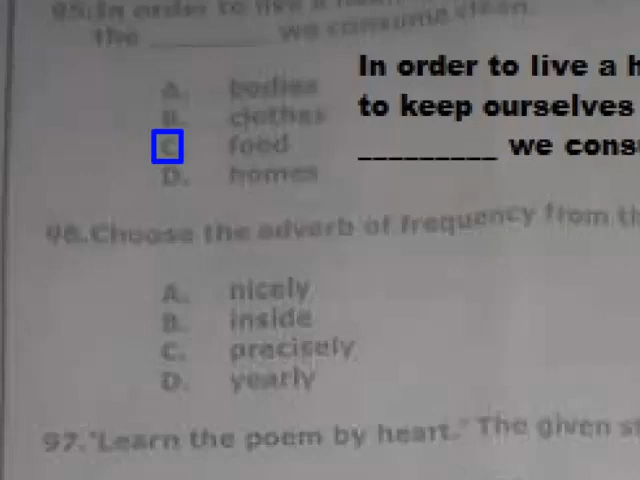 95.In order to live a
the _________ we consume clean.
A. bodies
B. clothes
C. food
D. homes
In order to live a h
to keep ourselves
_________ we cons
96.Choose the adverb of frequency from th
A. nicely
B. inside
C. precisely
D. yearly
97."Learn the poem by heart." The given s